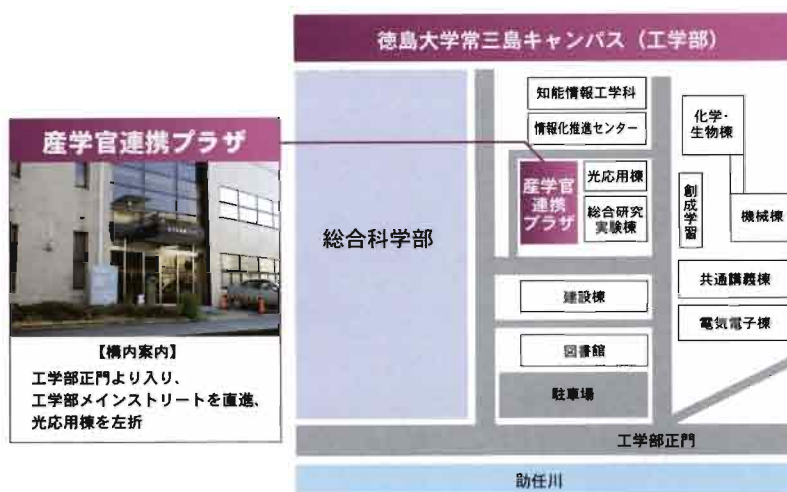 徳島大学常三島キャンパス(工学部)
産学官連携プラザ
【構内案内】
工学部正門より入り、
工学部メインストリートを直進、
光応用棟を左折
総合科学部
知能情報工学科
情報化推進センター
産学官
連携
プラザ
光応用棟
総合研究
実験棟
建設棟
図書館
駐車場
化学・
生物棟
創成学習
機械棟
共通講義棟
電気電子棟
工学部正門
助任川